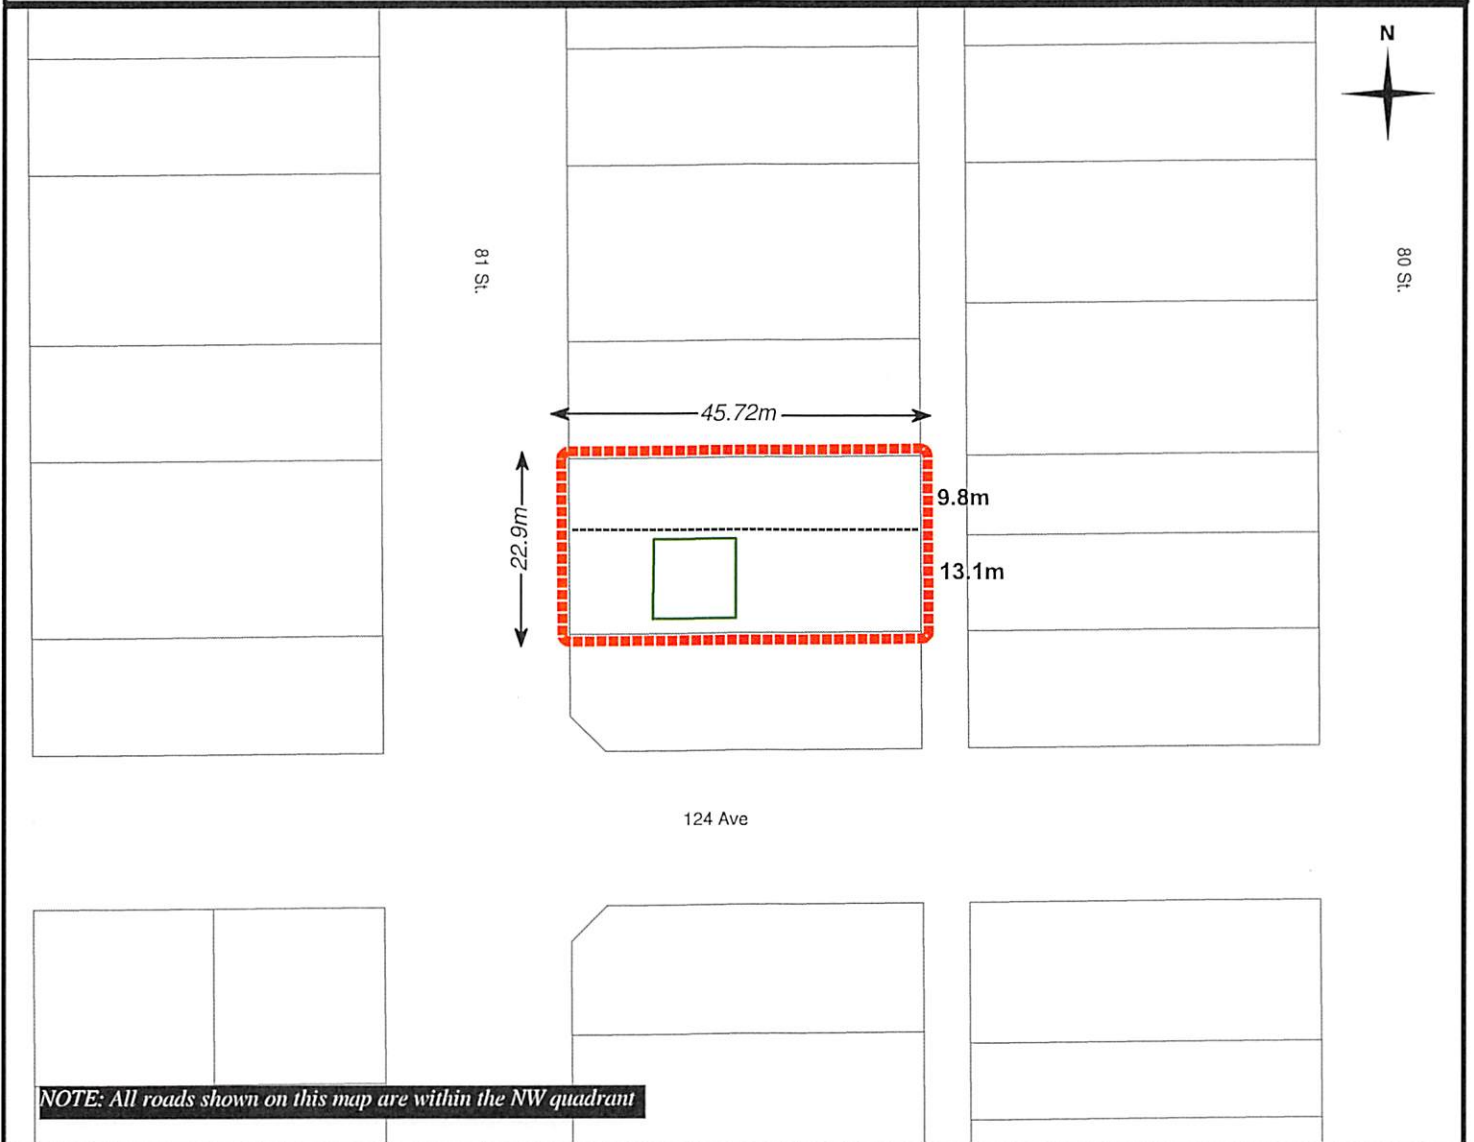 N
81 St.
80 St.
45.72m
22.9m
9.8m
13.1m
124 Ave
NOTE: All roads shown on this map are within the NW quadrant